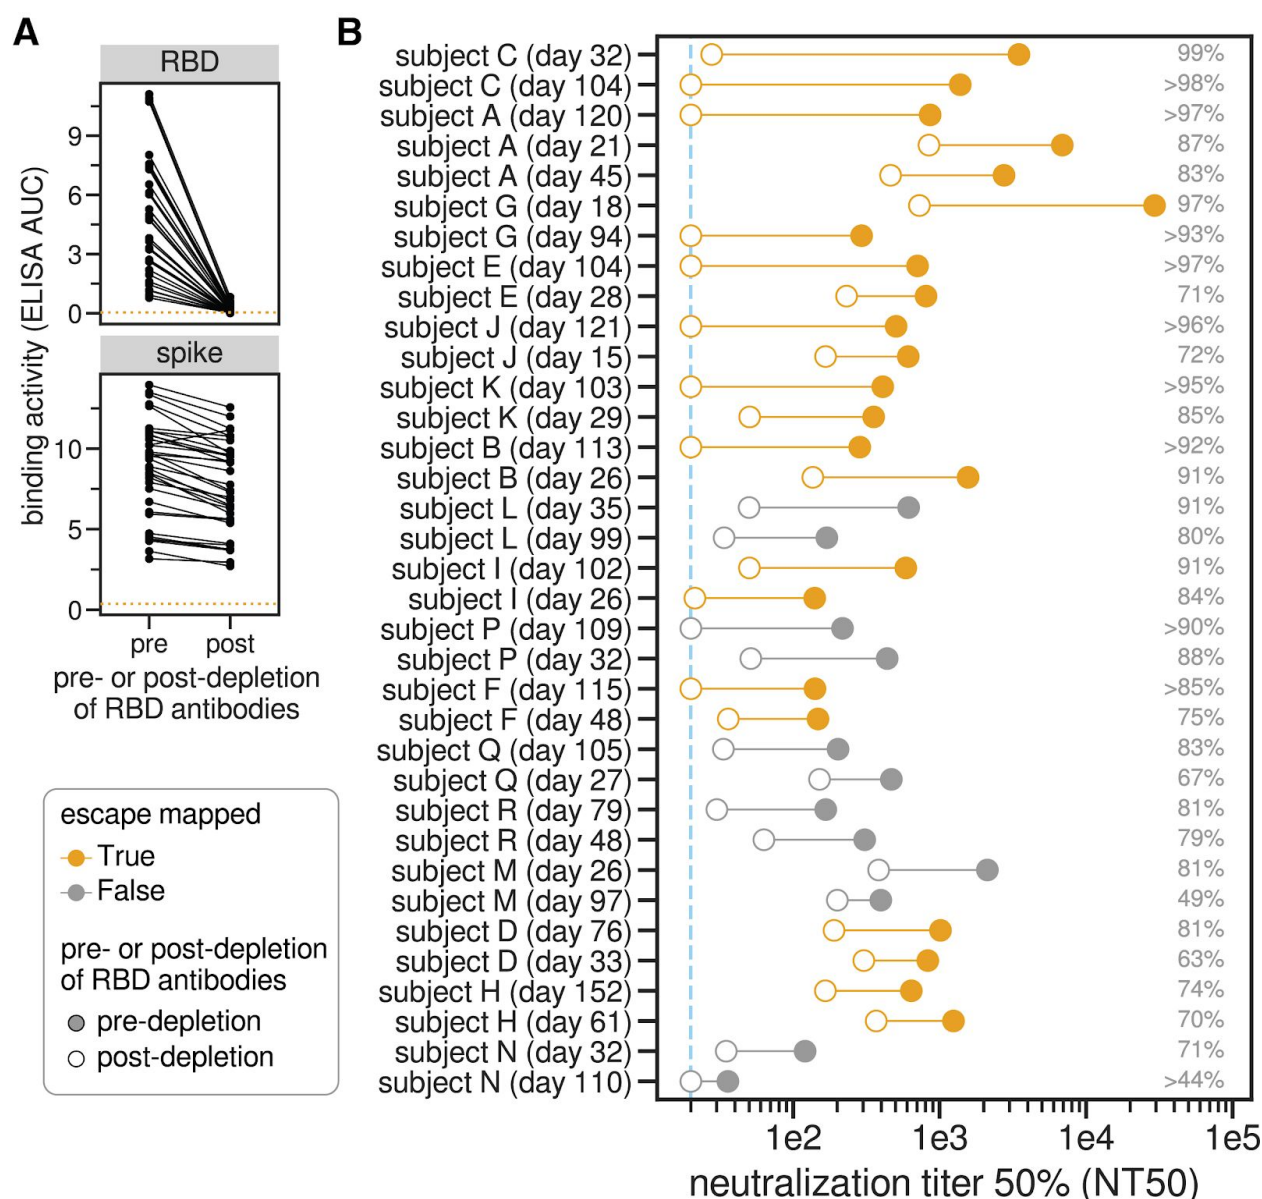 A
RBD
9
6
3
0
spike
10
5
0
binding activity (ELISA AUC)
pre
post
pre- or post-depletion
of RBD antibodies
escape mapped
True
False
pre- or post-depletion
of RBD antibodies
pre-depletion
post-depletion
B
subject C (day 32) 99%
subject C (day 104) >98%
subject A (day 120) >97%
subject A (day 21) 87%
subject A (day 45) 83%
subject G (day 18) 97%
subject G (day 94) >93%
subject E (day 104) >97%
subject E (day 28) 71%
subject J (day 121) >96%
subject J (day 15) 72%
subject K (day 103) >95%
subject K (day 29) 85%
subject B (day 113) >92%
subject B (day 26) 91%
subject L (day 35) 91%
subject L (day 99) 80%
subject I (day 102) 91%
subject I (day 26) 84%
subject P (day 109) >90%
subject P (day 32) 88%
subject F (day 115) >85%
subject F (day 48) 75%
subject Q (day 105) 83%
subject Q (day 27) 67%
subject R (day 79) 81%
subject R (day 48) 79%
subject M (day 26) 81%
subject M (day 97) 49%
subject D (day 76) 81%
subject D (day 33) 63%
subject H (day 152) 74%
subject H (day 61) 70%
subject N (day 32) 71%
subject N (day 110) >44%
1e2 1e3 1e4 1e5
neutralization titer 50% (NT50)